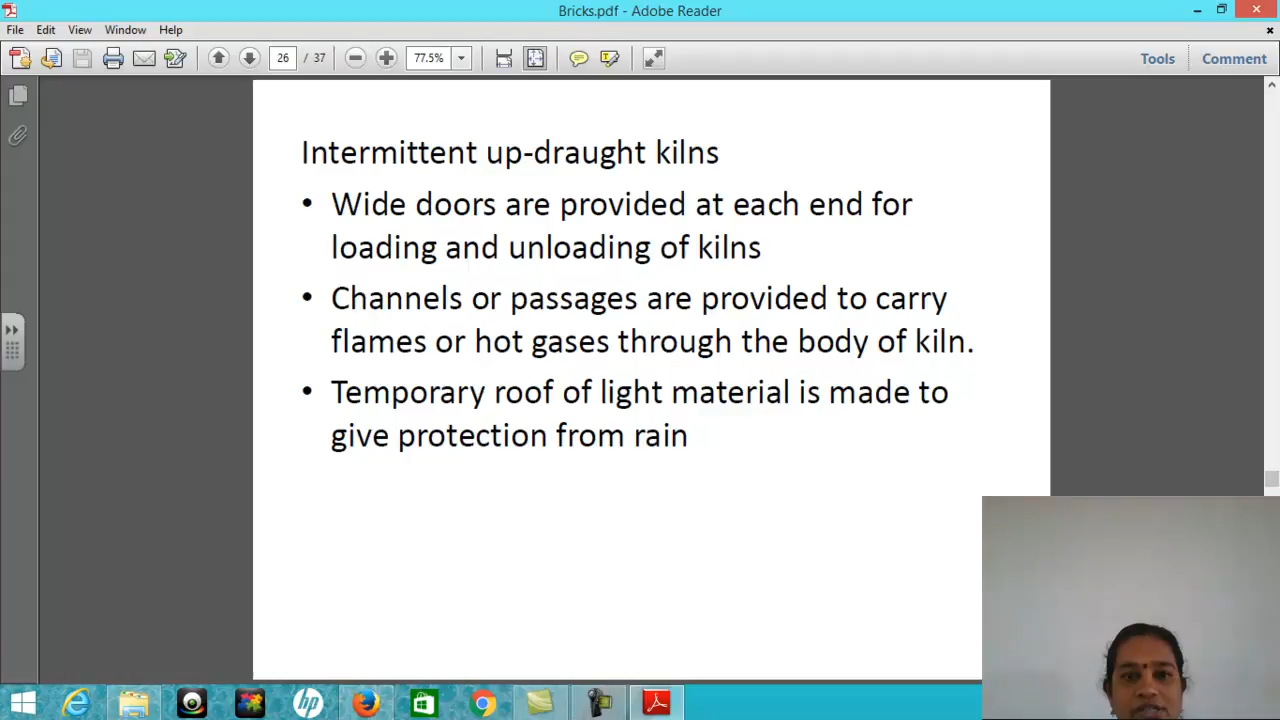 Bricks.pdf - Adobe Reader
File Edit View Window Help
26 / 37 77.5% Tools Comment
Intermittent up-draught kilns
• Wide doors are provided at each end for
loading and unloading of kilns
• Channels or passages are provided to carry
flames or hot gases through the body of kiln.
• Temporary roof of light material is made to
give protection from rain
hp